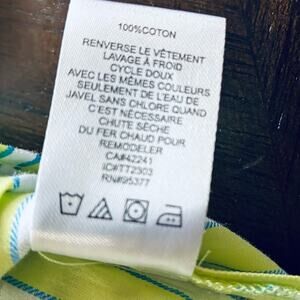 100%COTON
RENVERSE LE VÊTEMENT
LAVAGE À FROID
CYCLE DOUX
AVEC LES MÊMES COULEURS
SEULEMENT DE L'EAU DE
JAVEL SANS CHLORE QUAND
C'EST NÉCESSAIRE
CHUTE SÈCHE
DU FER CHAUD POUR
REMODELER
CA#42241
IC#TT2303
RN#95377